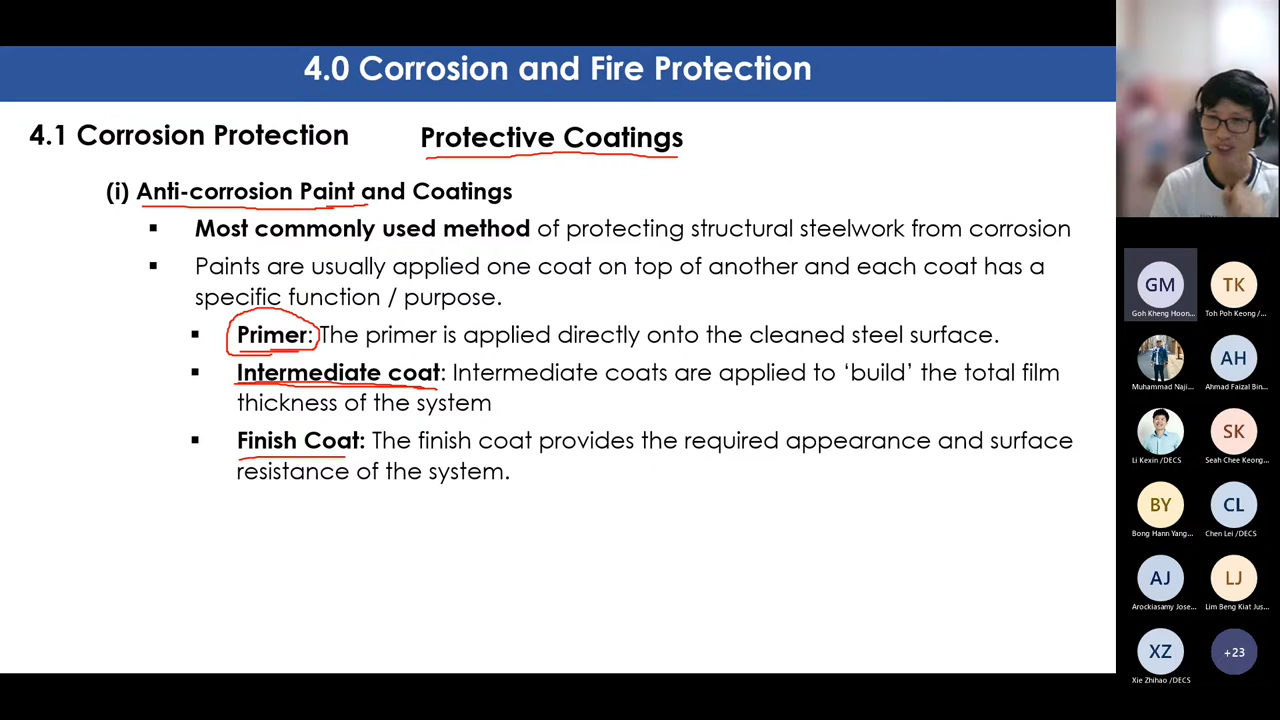 4.0 Corrosion and Fire Protection
4.1 Corrosion Protection
Protective Coatings
(i) Anti-corrosion Paint and Coatings
▪ Most commonly used method of protecting structural steelwork from corrosion
▪ Paints are usually applied one coat on top of another and each coat has a
specific function / purpose.
▪ Primer: The primer is applied directly onto the cleaned steel surface.
▪ Intermediate coat: Intermediate coats are applied to ‘build’ the total film
thickness of the system
▪ Finish Coat: The finish coat provides the required appearance and surface
resistance of the system.
GM
TK
Goh Kheng Hoon...
Toh Poh Keong /...
AH
Muhammad Naji...
Ahmad Faizal Bin...
SK
Li Kexin /DECS
Seah Chee Keong...
BY
CL
Bong Hann Yang...
Chen Lei /DECS
AJ
LJ
Arockiasamy Jose...
Lim Beng Kiat Jus...
XZ
+23
Xie Zhihao /DECS